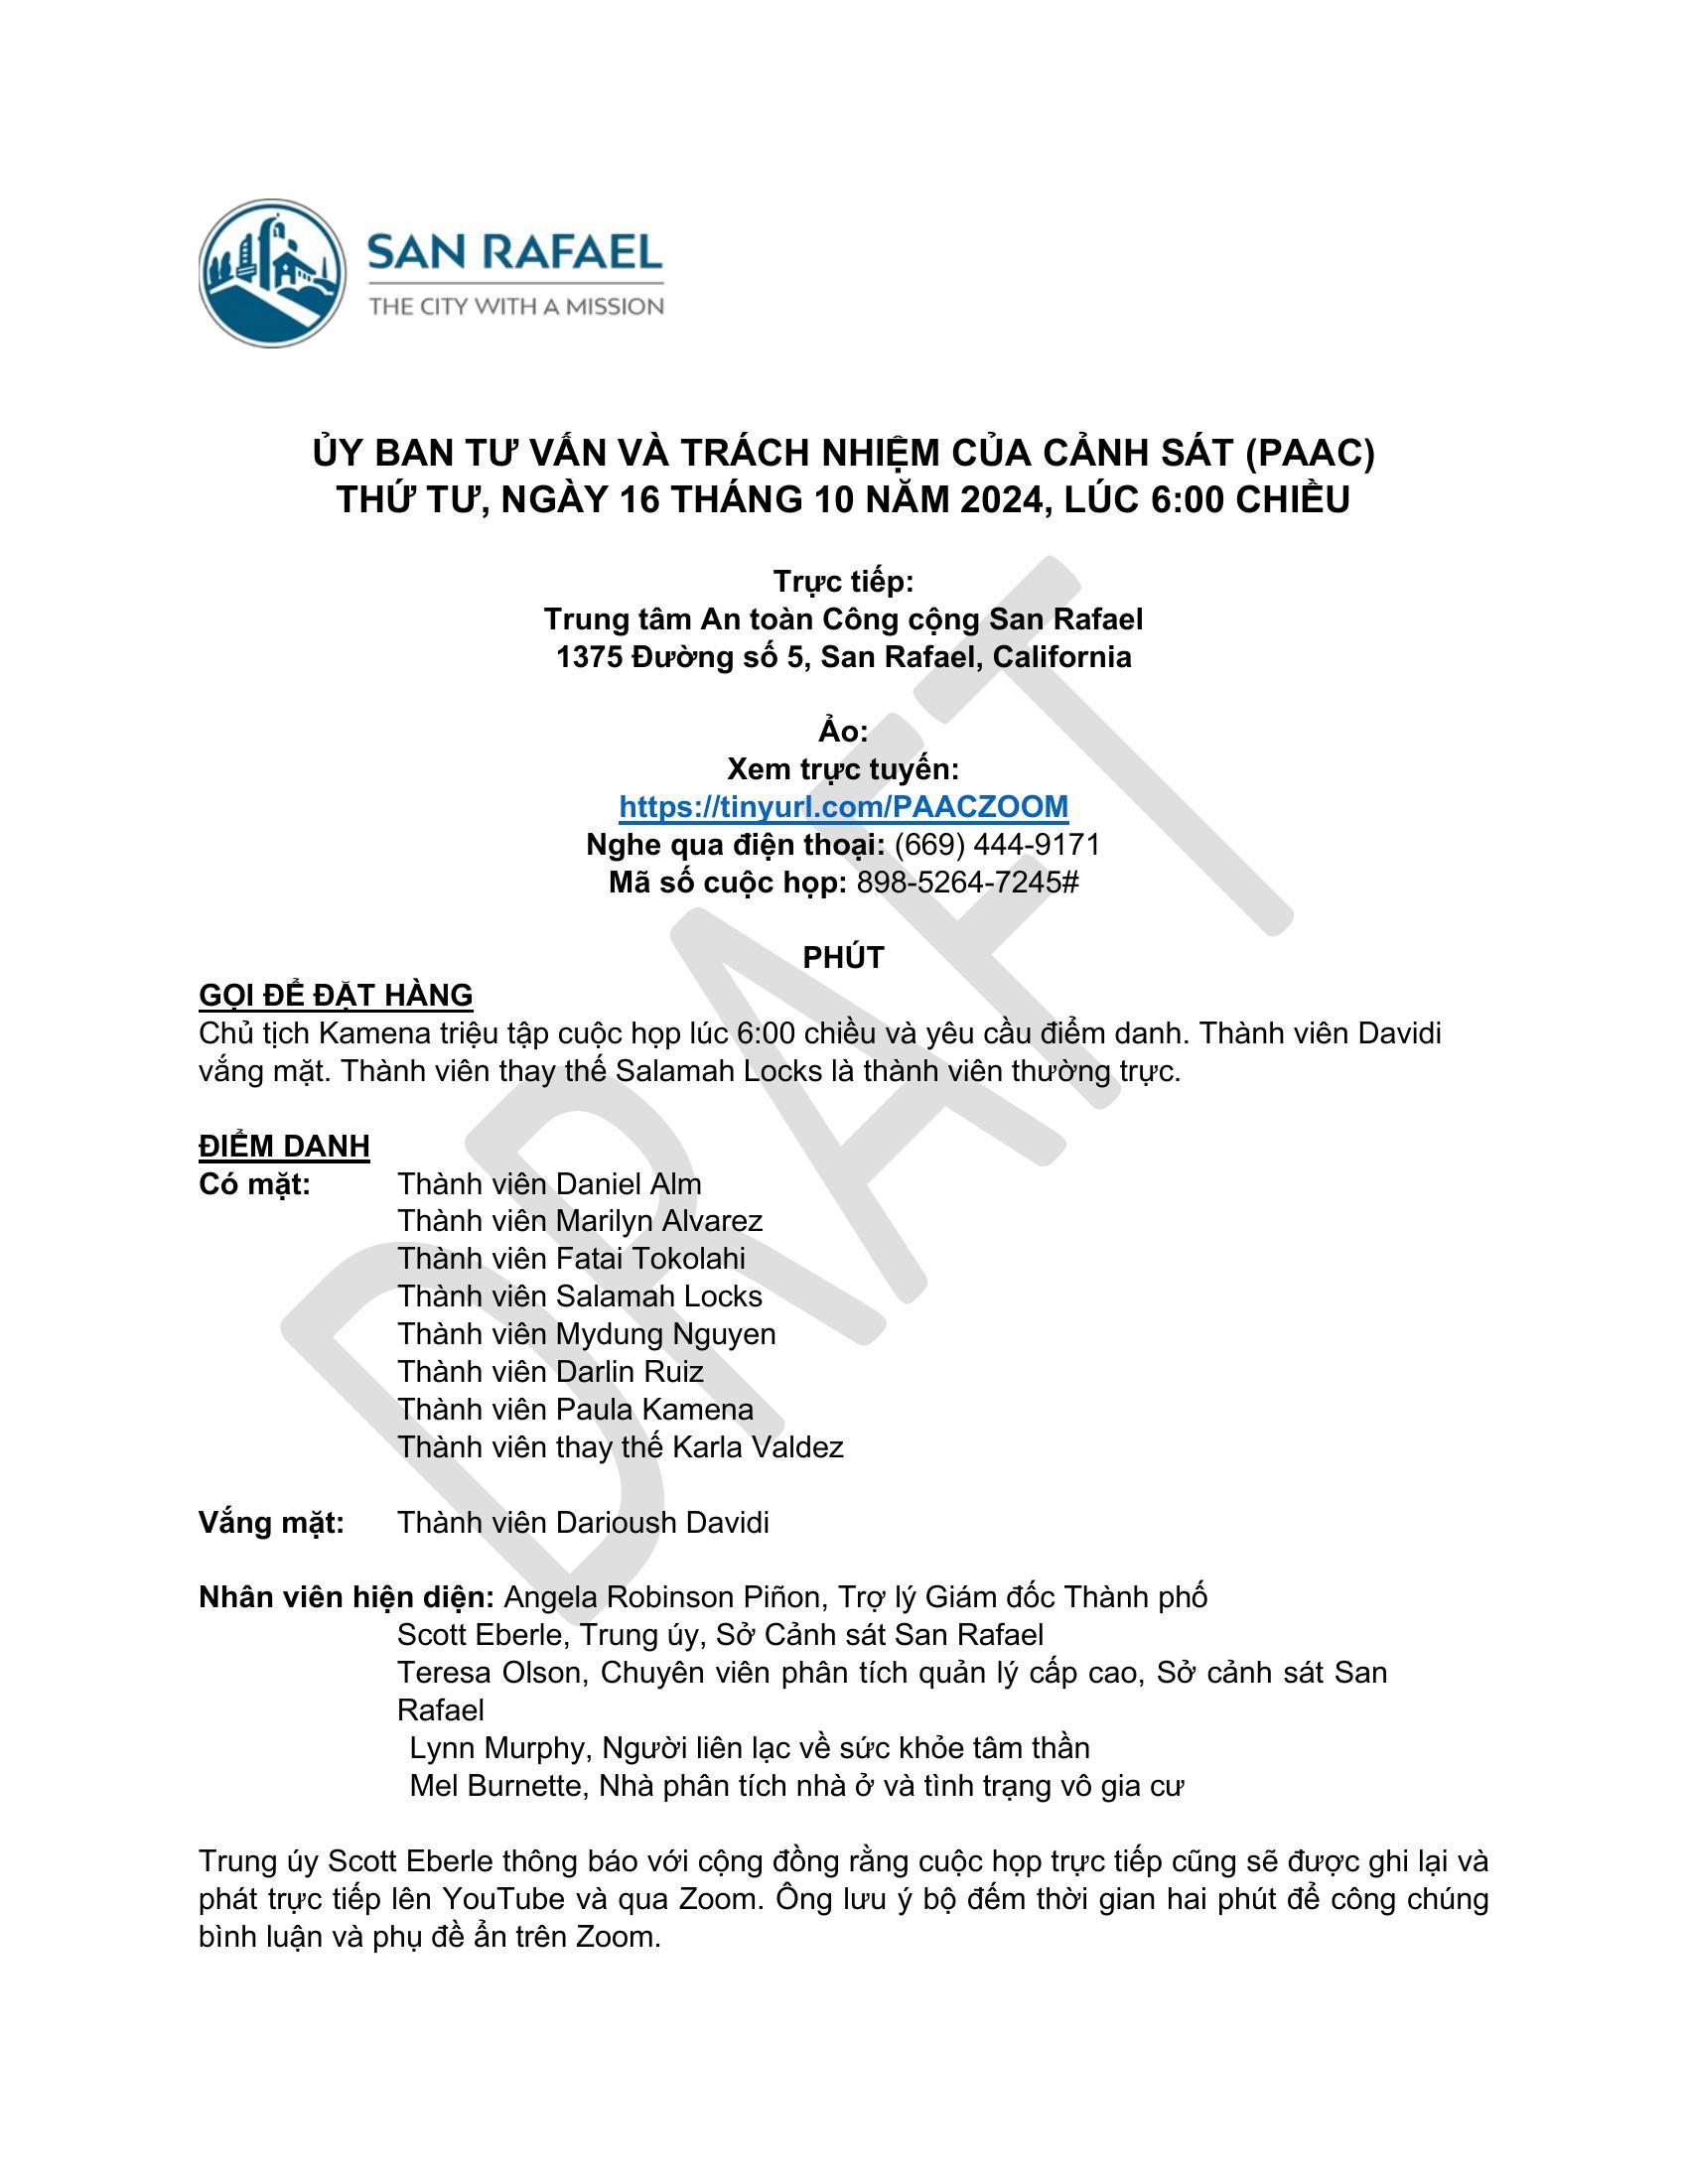 SAN RAFAEL
THE CITY WITH A MISSION
ỦY BAN TƯ VẤN VÀ TRÁCH NHIỆM CỦA CẢNH SÁT (PAAC)
THỨ TƯ, NGÀY 16 THÁNG 10 NĂM 2024, LÚC 6:00 CHIỀU
Trực tiếp:
Trung tâm An toàn Công cộng San Rafael
1375 Đường số 5, San Rafael, California
Ảo:
Xem trực tuyến:
https://tinyurl.com/PAACZOOM
Nghe qua điện thoại: (669) 444-9171
Mã số cuộc họp: 898-5264-7245#
PHÚT
GỌI ĐỂ ĐẶT HÀNG
Chủ tịch Kamena triệu tập cuộc họp lúc 6:00 chiều và yêu cầu điểm danh. Thành viên Davidi
vắng mặt. Thành viên thay thế Salamah Locks là thành viên thường trực.
ĐIỂM DANH
Có mặt: Thành viên Daniel Alm
Thành viên Marilyn Alvarez
Thành viên Fatai Tokolahi
Thành viên Salamah Locks
Thành viên Mydung Nguyen
Thành viên Darlin Ruiz
Thành viên Paula Kamena
Thành viên thay thế Karla Valdez
Vắng mặt: Thành viên Darioush Davidi
Nhân viên hiện diện: Angela Robinson Piñon, Trợ lý Giám đốc Thành phố
Scott Eberle, Trung úy, Sở Cảnh sát San Rafael
Teresa Olson, Chuyên viên phân tích quản lý cấp cao, Sở cảnh sát San
Rafael
Lynn Murphy, Người liên lạc về sức khỏe tâm thần
Mel Burnette, Nhà phân tích nhà ở và tình trạng vô gia cư
Trung úy Scott Eberle thông báo với cộng đồng rằng cuộc họp trực tiếp cũng sẽ được ghi lại và
phát trực tiếp lên YouTube và qua Zoom. Ông lưu ý bộ đếm thời gian hai phút để công chúng
bình luận và phụ đề ẩn trên Zoom.
DRAFT